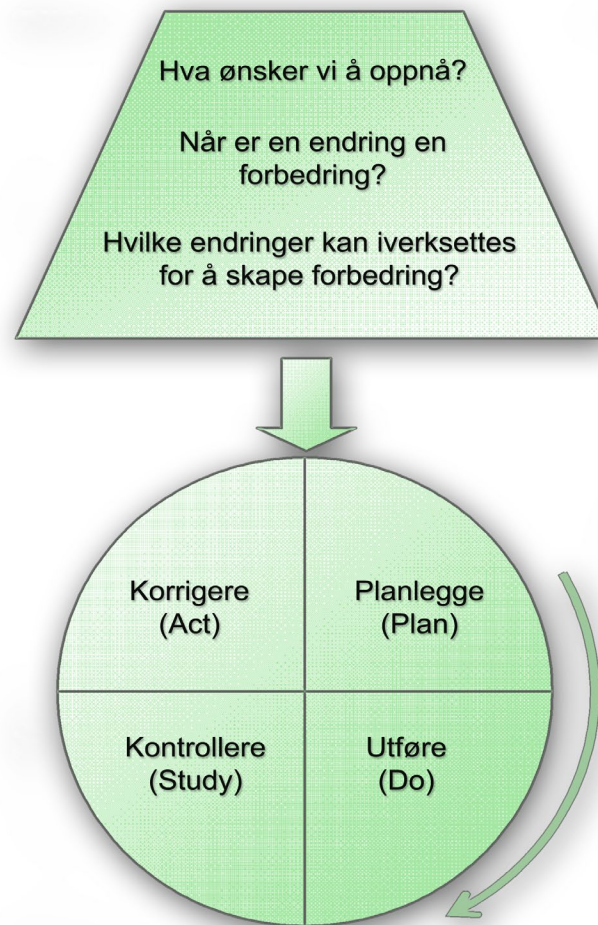 Hva ønsker vi å oppnå?
Når er en endring en
forbedring?
Hvilke endringer kan iverksettes
for å skape forbedring?
Korrigere
(Act)
Planlegge
(Plan)
Kontrollere
(Study)
Utføre
(Do)